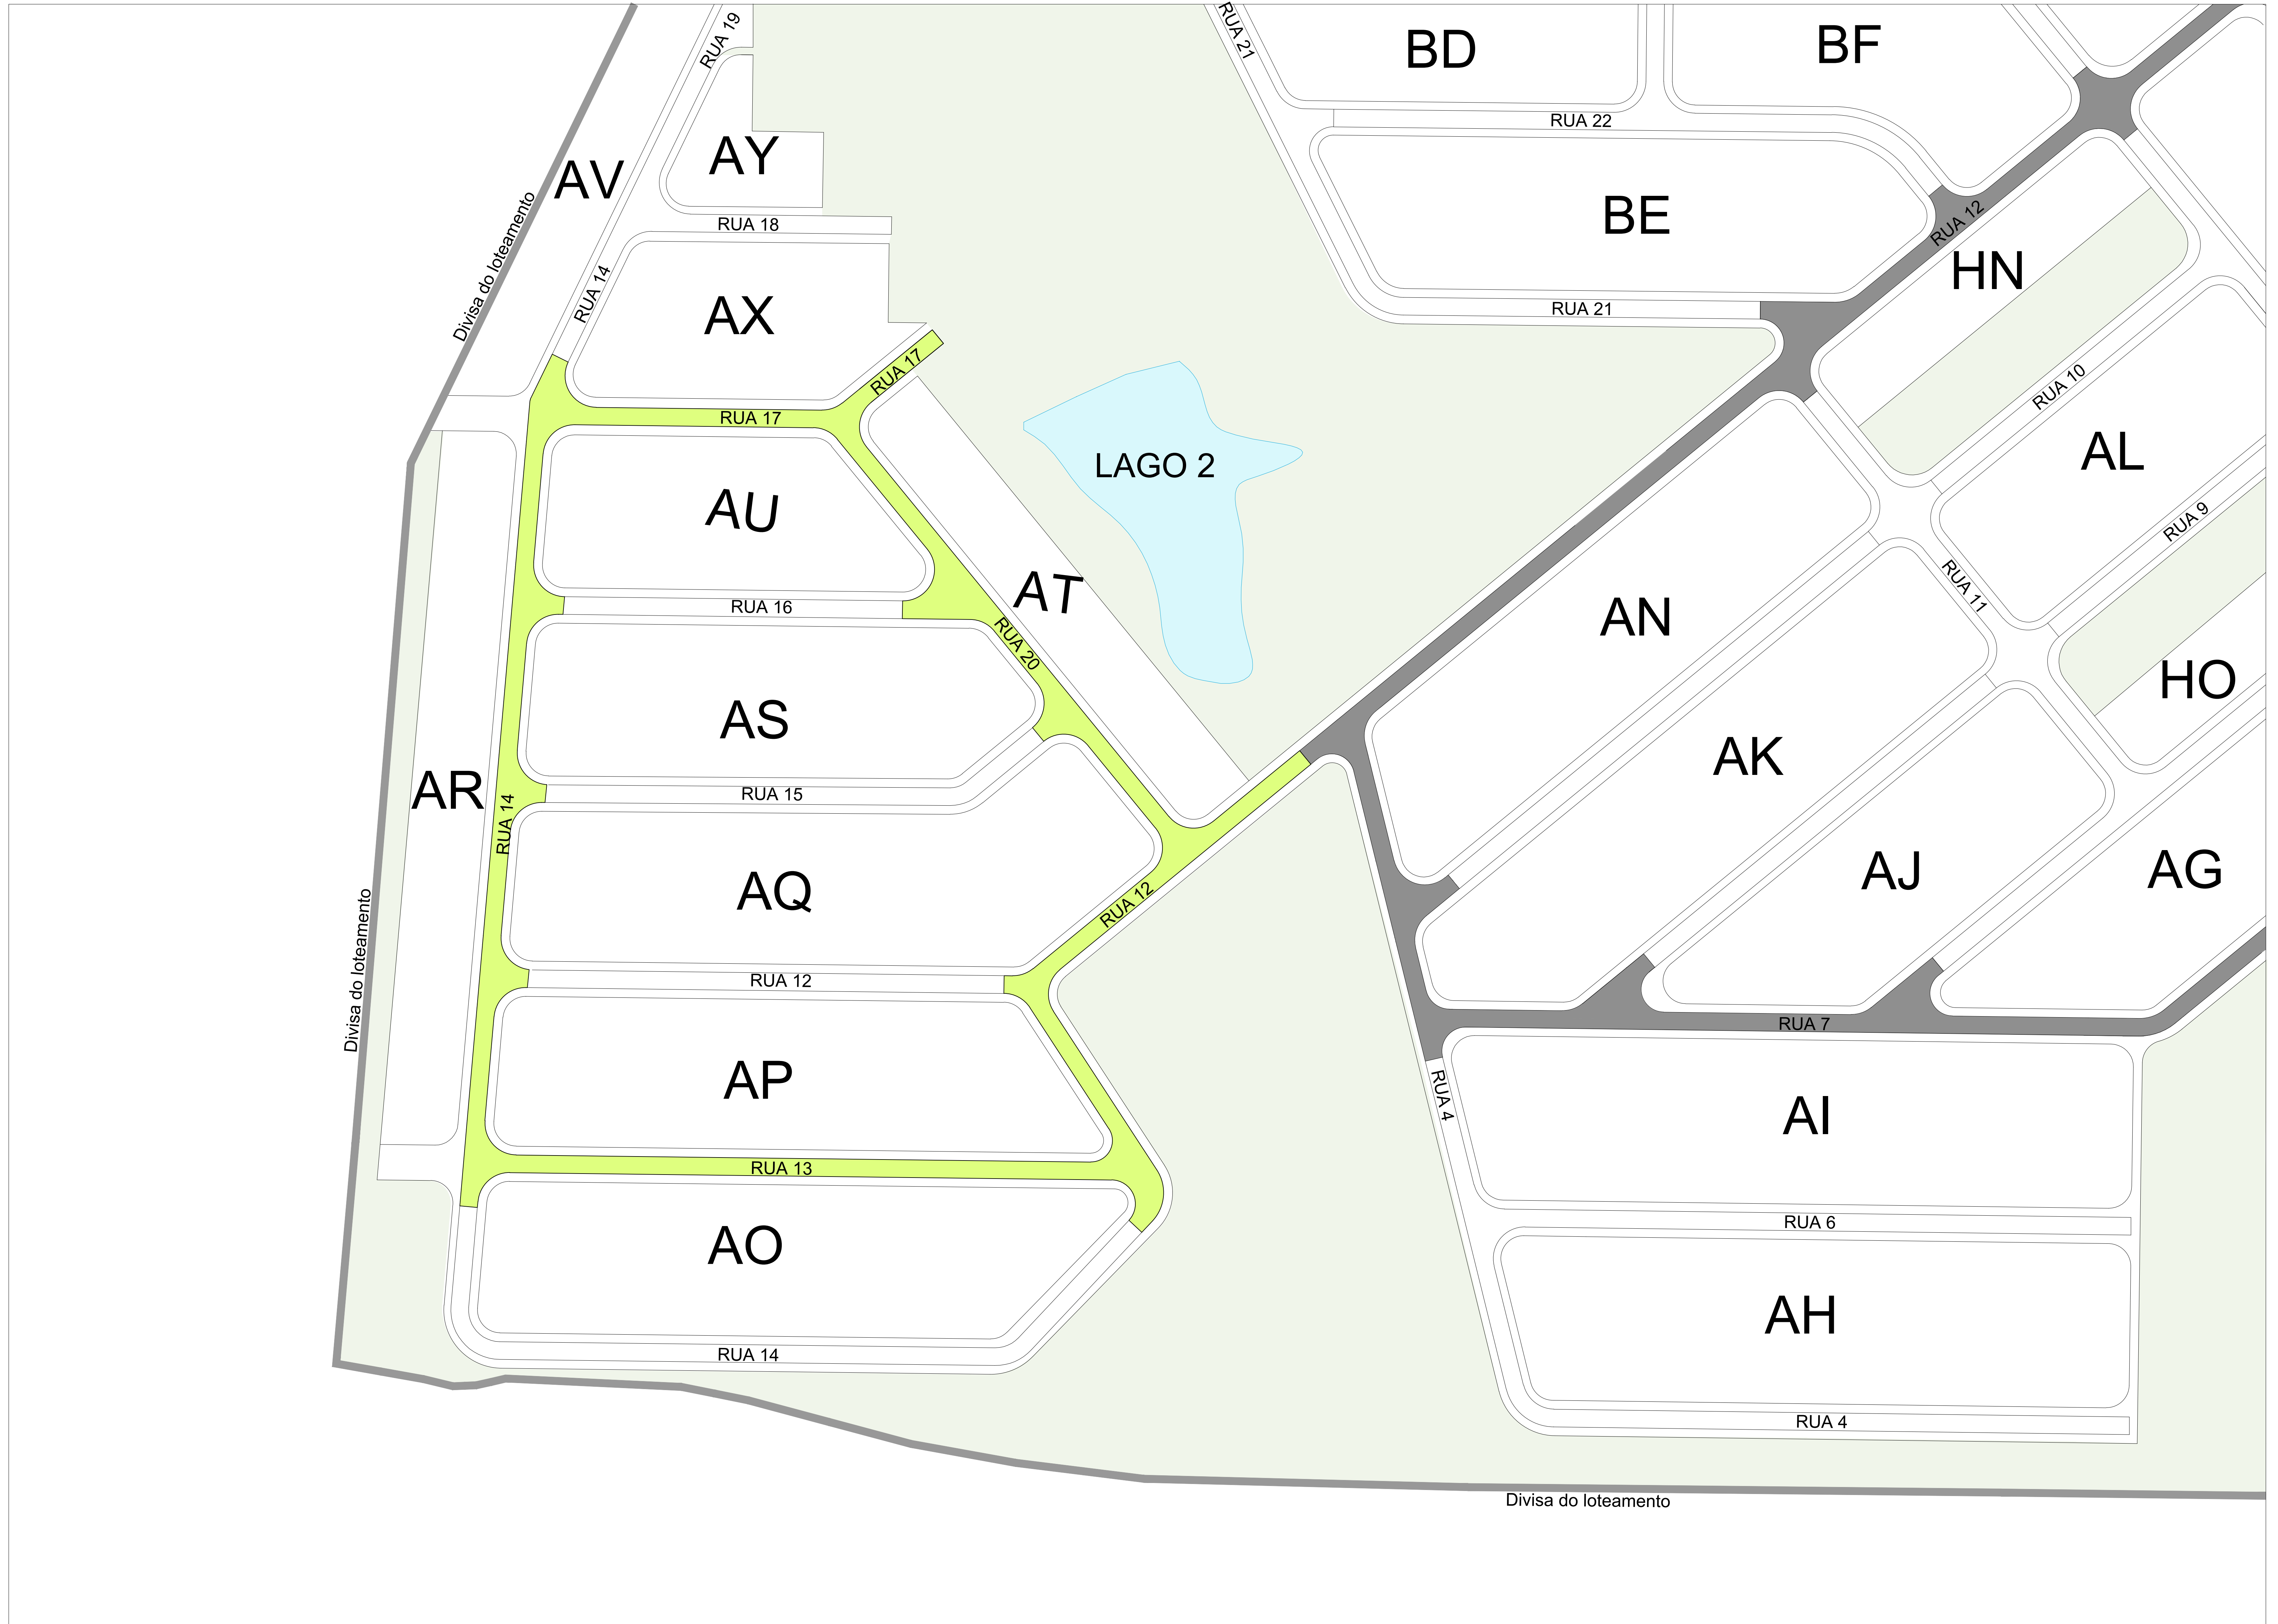 RUA 19
RUA 21
BD
BF
RUA 22
AY
AV
RUA 18
BE
RUA 12
HN
Divisa do loteamento
RUA 14
AX
RUA 21
RUA 17
RUA 17
RUA 10
AL
LAGO 2
AU
RUA 9
AT
RUA 16
RUA 11
AN
RUA 20
HO
AS
AK
AR
RUA 15
RUA 14
AQ
RUA 12
AJ
AG
Divisa do loteamento
RUA 12
RUA 7
AP
RUA 4
AI
RUA 13
RUA 6
AO
AH
RUA 14
RUA 4
Divisa do loteamento